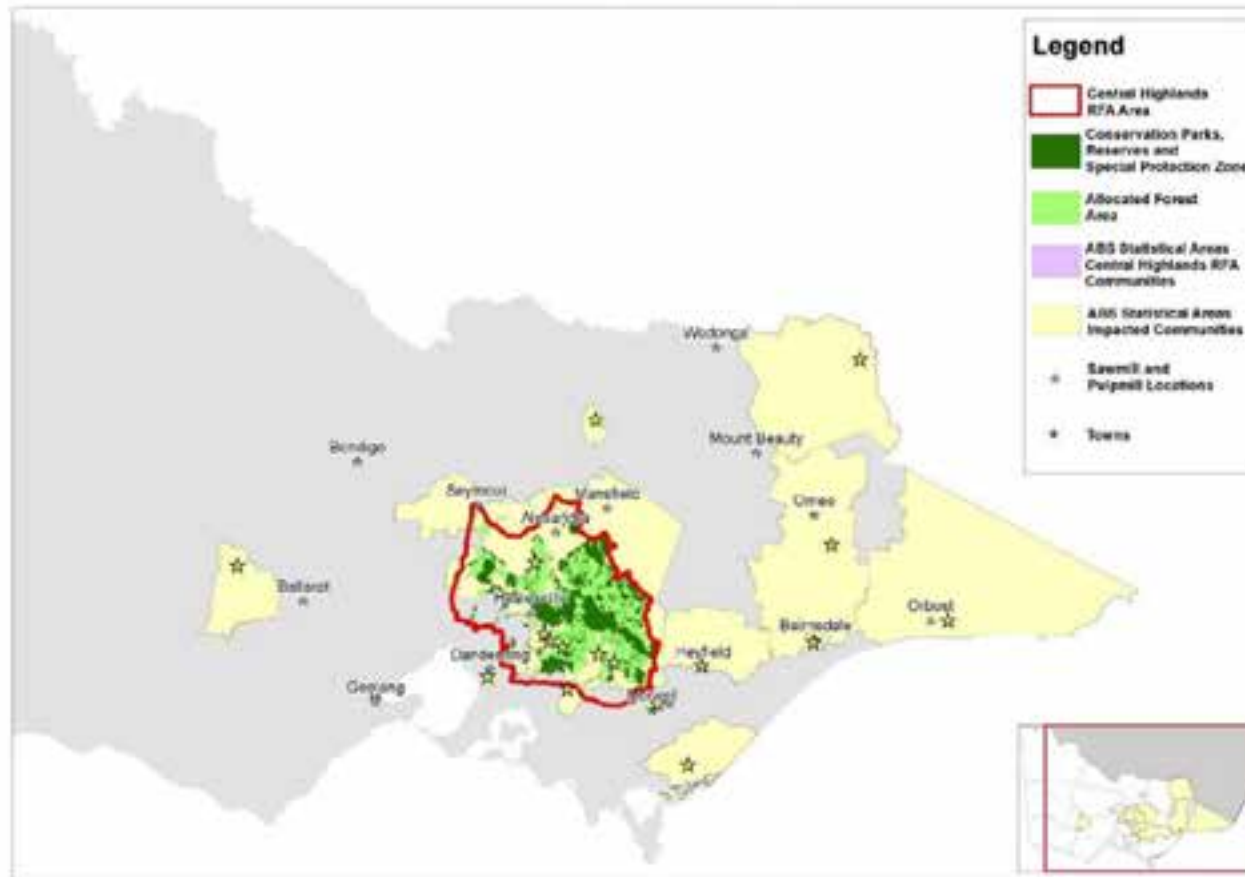 Legend
Central Highlands
RFA Area
Conservation Parks,
Reserves and
Special Protection Zone
Allocated Forest
Area
ABS Statistical Areas
Central Highlands RFA
Communities
ABS Statistical Areas
Impacted Communities
Sawmill and
Pulpmill Locations
Towns
Wodonga
Mount Beauty
Bendigo
Seymour
Mansfield
Alexandra
Omeo
Ballarat
Healesville
Orbost
Bairnsdale
Dandenong
Heyfield
Geelong